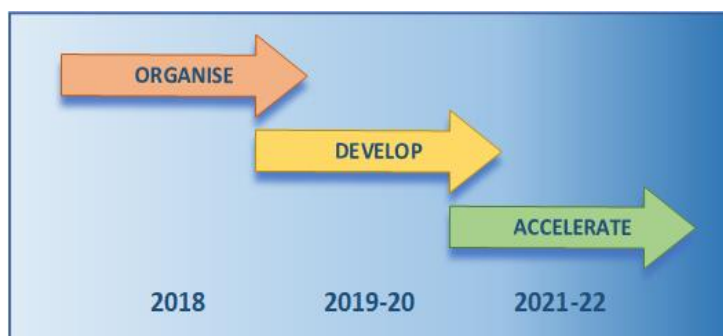 ORGANISE
DEVELOP
ACCELERATE
2018 2019-20 2021-22